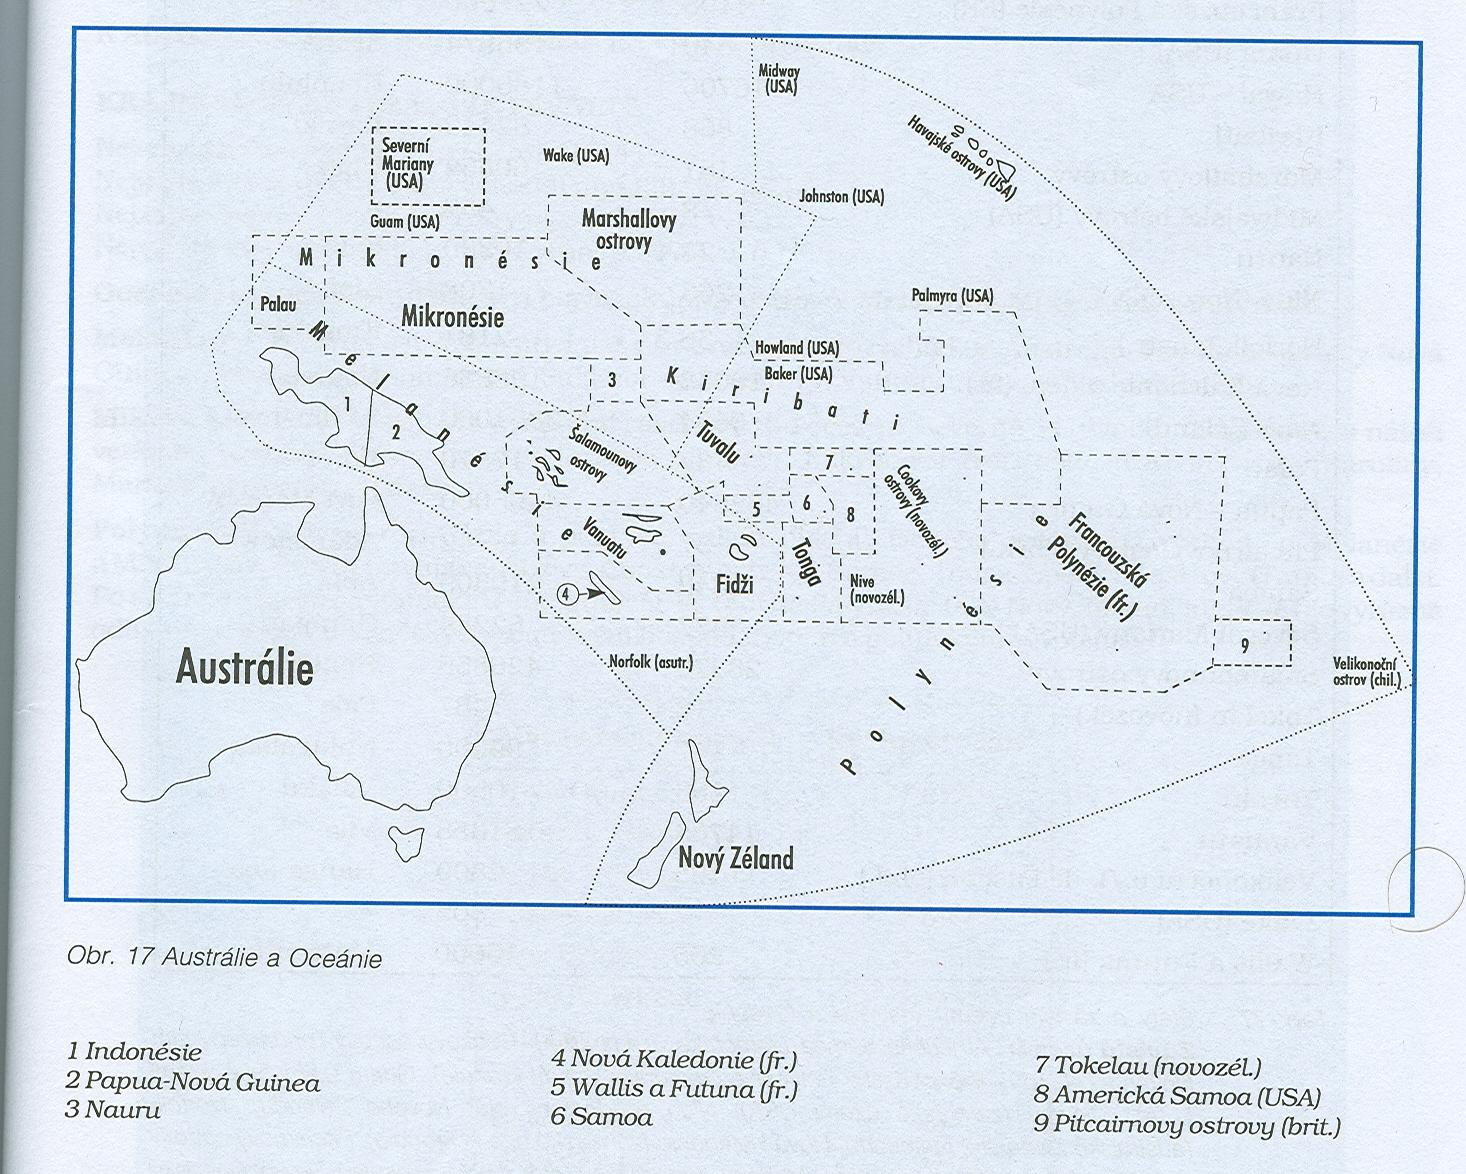 Midway
(USA)
Havajské ostrovy (USA)
Severní
Mariany
(USA)
Wake (USA)
Johnston (USA)
Guam (USA)
Marshallovy
ostrovy
Mikronésie
Palau
Mikronésie
Palmyra (USA)
Howland (USA)
Baker (USA)
Melanésie
1
2
3
Kiribati
Tuvalu
Šalamounovy
ostrovy
7
6
5
8
Cookovy
ostrovy (novozél.)
Vanuatu
4
Fidži
Tonga
Nive
(novozél.)
Francouzská
Polynézie (fr.)
Polynésie
9
Velikonoční
ostrov (chil.)
Norfolk (asutr.)
Austrálie
Nový Zéland
Obr. 17 Austrálie a Oceánie
1 Indonésie
2 Papua-Nová Guinea
3 Nauru
4 Nová Kaledonie (fr.)
5 Wallis a Futuna (fr.)
6 Samoa
7 Tokelau (novozél.)
8 Americká Samoa (USA)
9 Pitcairnovy ostrovy (brit.)